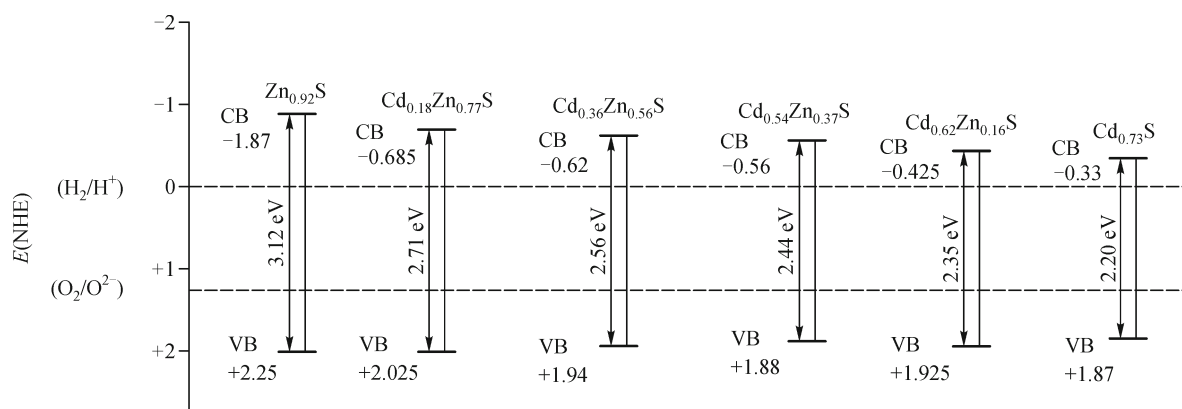 −2
−1
0
+1
+2
E(NHE)
(H₂/H⁺)
(O₂/O²⁻)
Zn₀.₉₂S
CB
−1.87
3.12 eV
VB
+2.25
Cd₀.₁₈Zn₀.₇₇S
CB
−0.685
2.71 eV
VB
+2.025
Cd₀.₃₆Zn₀.₅₆S
CB
−0.62
2.56 eV
VB
+1.94
Cd₀.₅₄Zn₀.₃₇S
CB
−0.56
2.44 eV
VB
+1.88
Cd₀.₆₂Zn₀.₁₆S
CB
−0.425
2.35 eV
VB
+1.925
Cd₀.₇₃S
CB
−0.33
2.20 eV
VB
+1.87